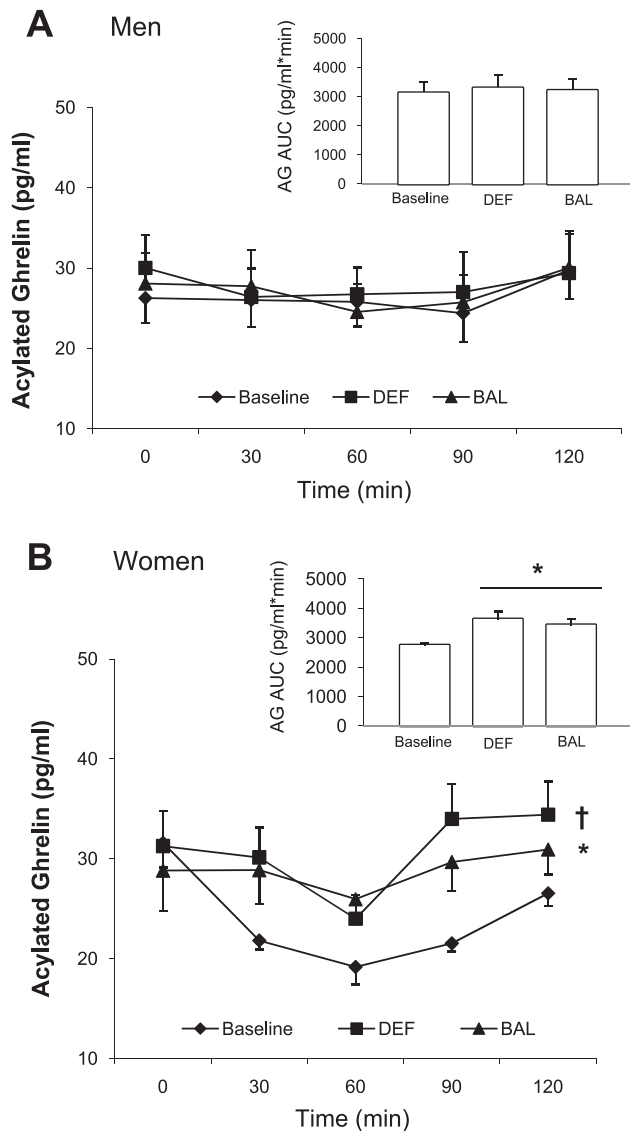 A Men
AG AUC (pg/ml*min)
5000
4000
3000
2000
1000
0
Baseline DEF BAL
Acylated Ghrelin (pg/ml)
50
40
30
20
10
Baseline DEF BAL
0 30 60 90 120
Time (min)
B Women
*
AG AUC (pg/ml*min)
5000
4000
3000
2000
1000
0
Baseline DEF BAL
Acylated Ghrelin (pg/ml)
50
40
30
20
10
†
*
Baseline DEF BAL
0 30 60 90 120
Time (min)